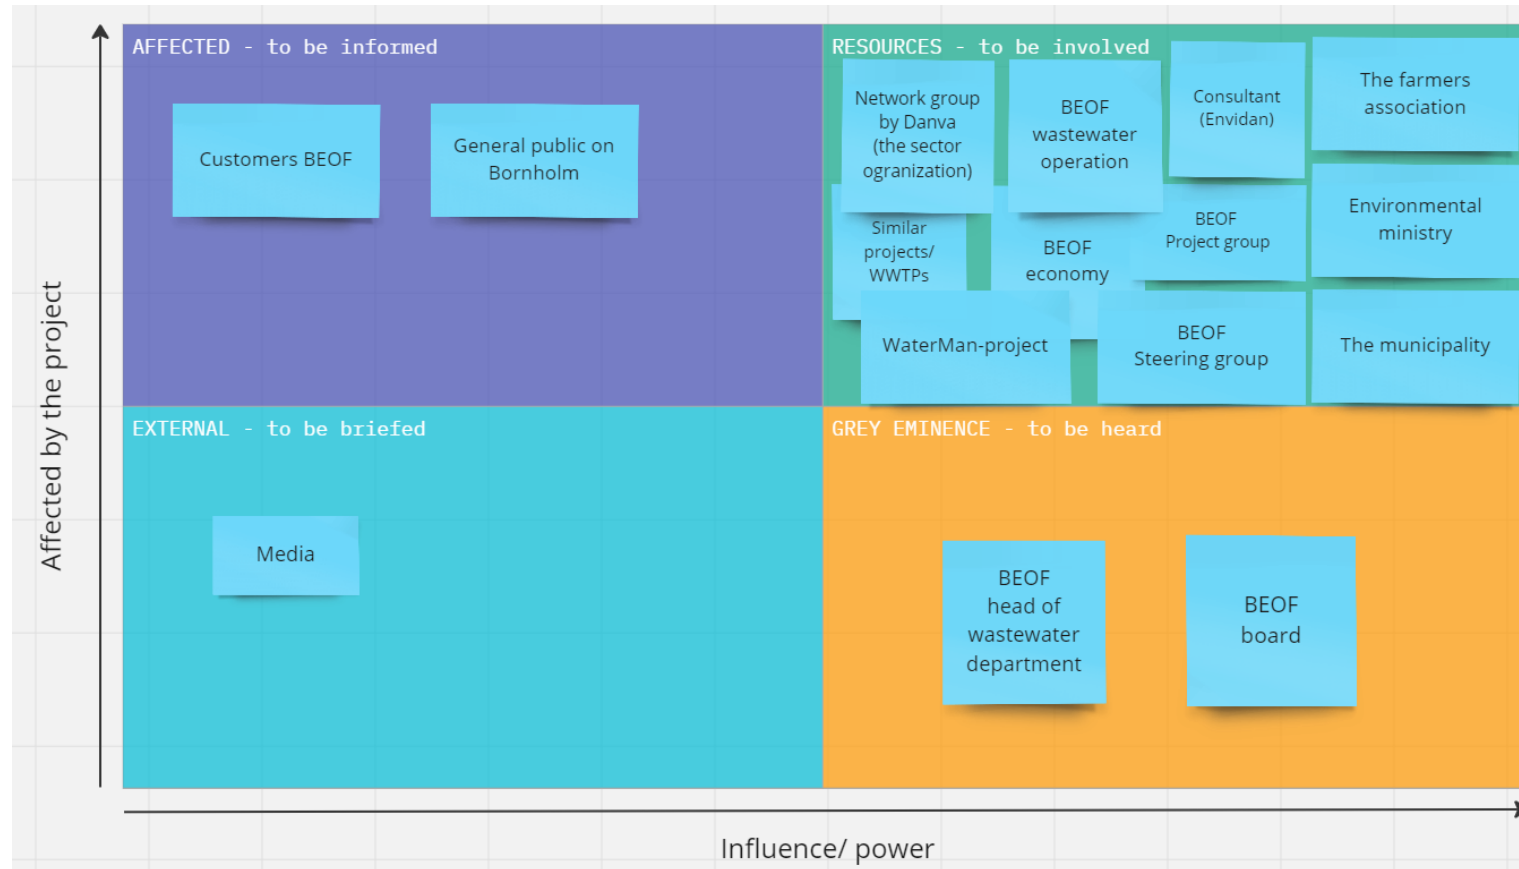 AFFECTED - to be informed
Customers BEOF
General public on
Bornholm
RESOURCES - to be involved
Network group
by Danva
(the sector
ogranization)
BEOF
wastewater
operation
Consultant
(Envidan)
The farmers
association
Similar
projects/
WWTPs
BEOF
economy
BEOF
Project group
Environmental
ministry
WaterMan-project
BEOF
Steering group
The municipality
EXTERNAL - to be briefed
Media
GREY EMINENCE - to be heard
BEOF
head of
wastewater
department
BEOF
board
Affected by the project
Influence/ power